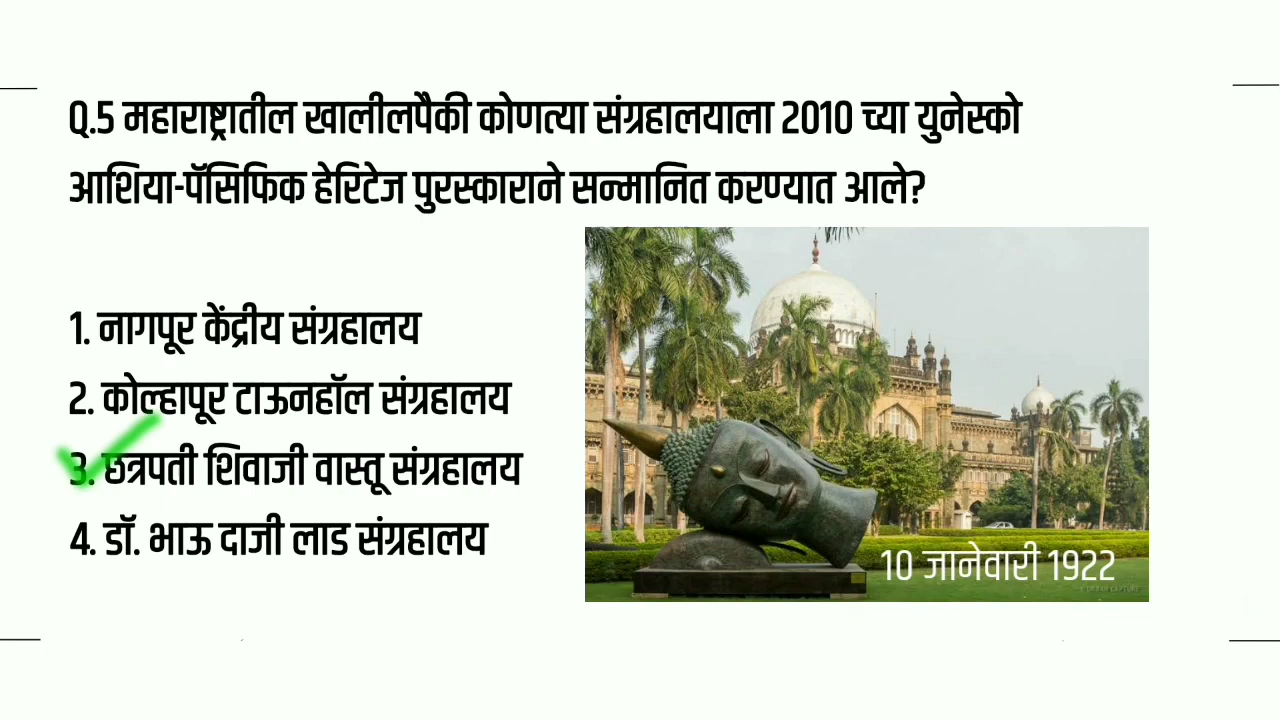 Q.5 महाराष्ट्रातील खालीलपैकी कोणत्या संग्रहालयाला 2010 च्या युनेस्को
आशिया-पॅसिफिक हेरिटेज पुरस्काराने सन्मानित करण्यात आले?
1. नागपूर केंद्रीय संग्रहालय
2. कोल्हापूर टाऊनहॉल संग्रहालय
3. छत्रपती शिवाजी वास्तू संग्रहालय
4. डॉ. भाऊ दाजी लाड संग्रहालय
10 जानेवारी 1922